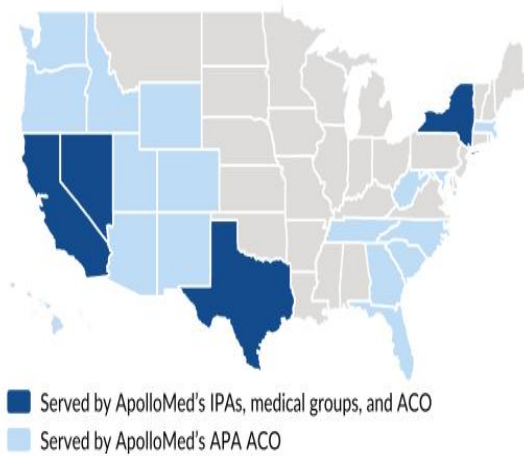 Served by ApolloMed's IPAs, medical groups, and ACO
Served by ApolloMed's APA ACO